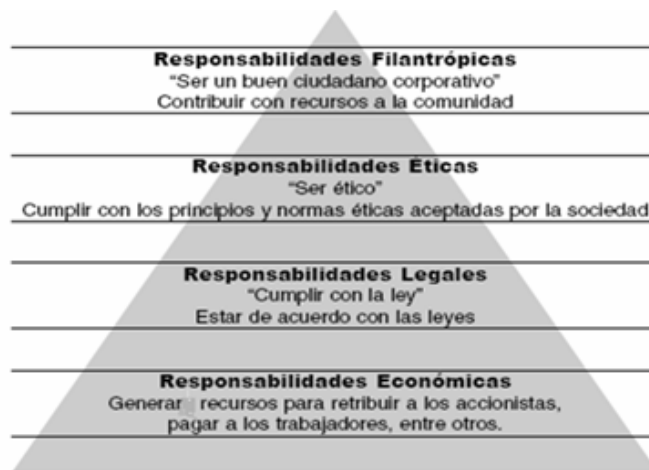 Responsabilidades Filantrópicas
“Ser un buen ciudadano corporativo”
Contribuir con recursos a la comunidad
Responsabilidades Éticas
“Ser ético”
Cumplir con los principios y normas éticas aceptadas por la sociedad
Responsabilidades Legales
“Cumplir con la ley”
Estar de acuerdo con las leyes
Responsabilidades Económicas
Generar recursos para retribuir a los accionistas,
pagar a los trabajadores, entre otros.